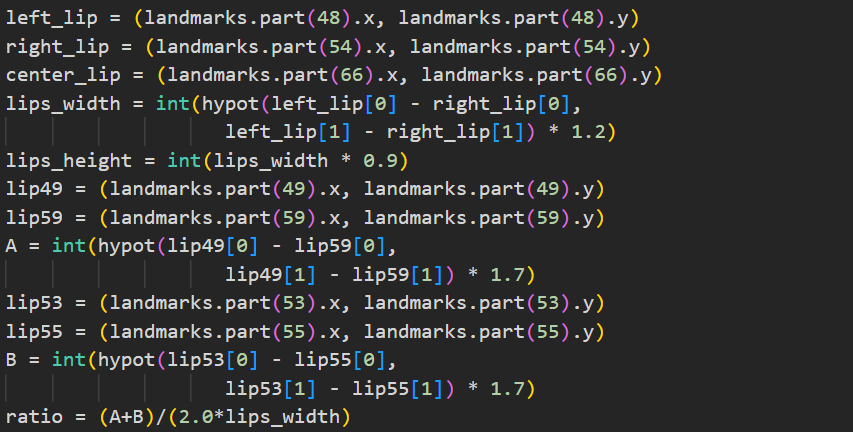 left_lip = (landmarks.part(48).x, landmarks.part(48).y)
right_lip = (landmarks.part(54).x, landmarks.part(54).y)
center_lip = (landmarks.part(66).x, landmarks.part(66).y)
lips_width = int(hypot(left_lip[0] - right_lip[0],
                   left_lip[1] - right_lip[1]) * 1.2)
lips_height = int(lips_width * 0.9)
lip49 = (landmarks.part(49).x, landmarks.part(49).y)
lip59 = (landmarks.part(59).x, landmarks.part(59).y)
A = int(hypot(lip49[0] - lip59[0],
                   lip49[1] - lip59[1]) * 1.7)
lip53 = (landmarks.part(53).x, landmarks.part(53).y)
lip55 = (landmarks.part(55).x, landmarks.part(55).y)
B = int(hypot(lip53[0] - lip55[0],
                   lip53[1] - lip55[1]) * 1.7)
ratio = (A+B)/(2.0*lips_width)